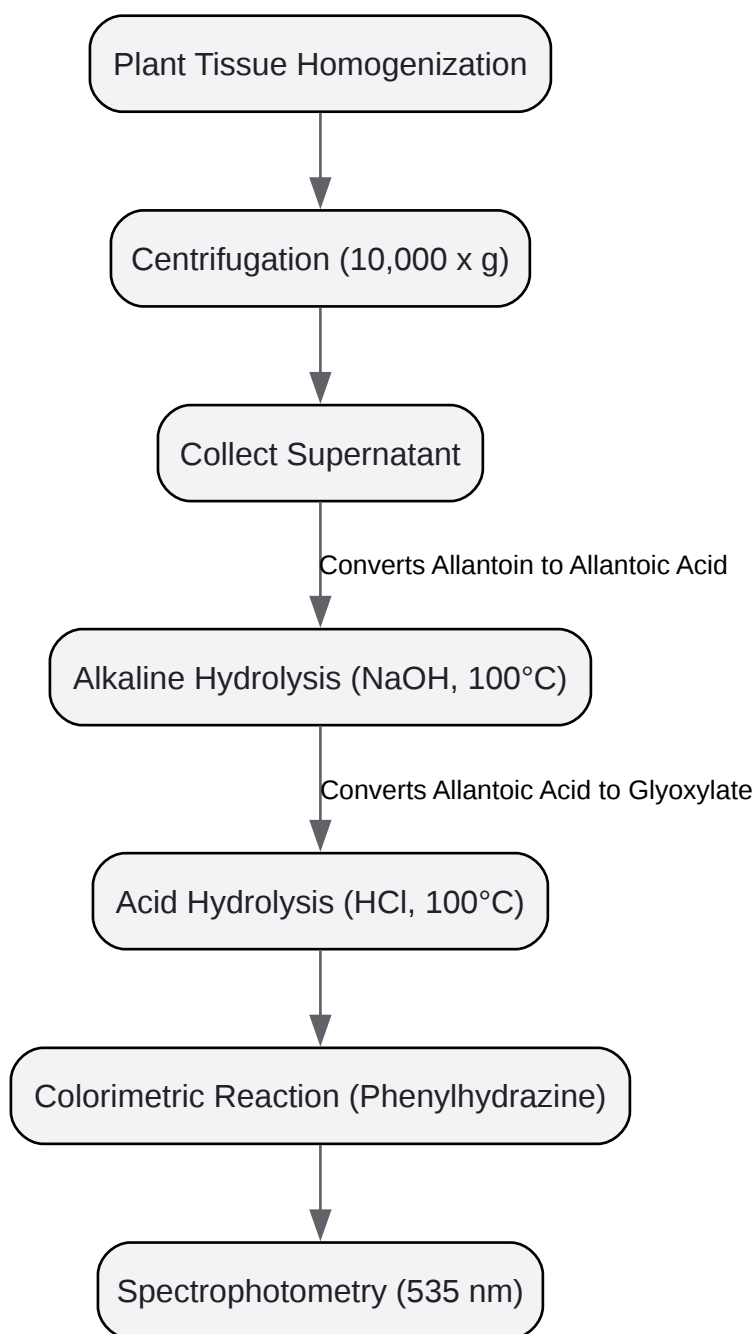 Plant Tissue Homogenization
Centrifugation (10,000 x g)
Collect Supernatant
Converts Allantoin to Allantoic Acid
Alkaline Hydrolysis (NaOH, 100°C)
Converts Allantoic Acid to Glyoxylate
Acid Hydrolysis (HCl, 100°C)
Colorimetric Reaction (Phenylhydrazine)
Spectrophotometry (535 nm)